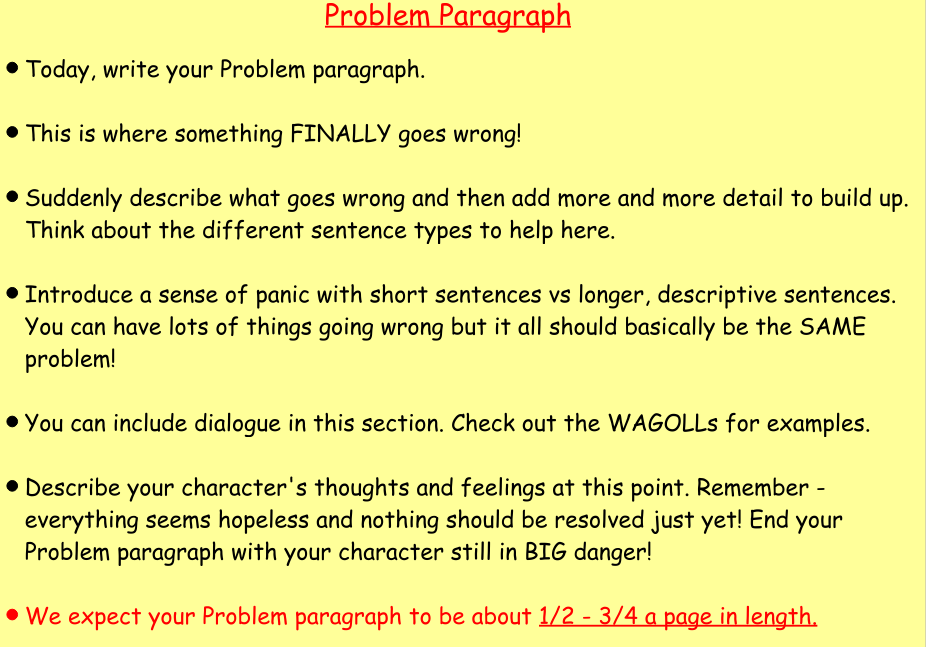 Problem Paragraph
• Today, write your Problem paragraph.
• This is where something FINALLY goes wrong!
• Suddenly describe what goes wrong and then add more and more detail to build up.
Think about the different sentence types to help here.
• Introduce a sense of panic with short sentences vs longer, descriptive sentences.
You can have lots of things going wrong but it all should basically be the SAME
problem!
• You can include dialogue in this section. Check out the WAGOLLs for examples.
• Describe your character's thoughts and feelings at this point. Remember -
everything seems hopeless and nothing should be resolved just yet! End your
Problem paragraph with your character still in BIG danger!
• We expect your Problem paragraph to be about 1/2 - 3/4 a page in length.